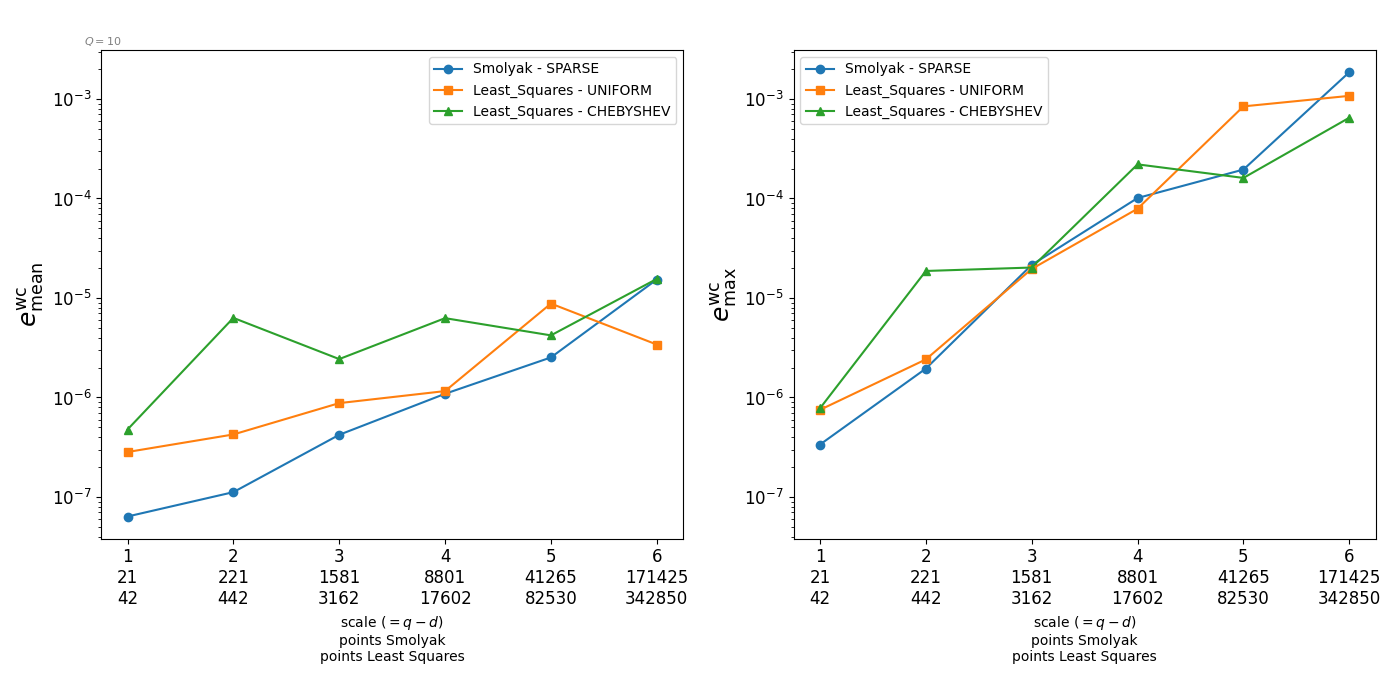 Q = 10
Smolyak - SPARSE
Least_Squares - UNIFORM
Least_Squares - CHEBYSHEV
10^{-3}
10^{-4}
10^{-5}
10^{-6}
10^{-7}
e^{wc}_{mean}
1 2 3 4 5 6
21 221 1581 8801 41265 171425
42 442 3162 17602 82530 342850
scale (= q − d)
points Smolyak
points Least Squares
Smolyak - SPARSE
Least_Squares - UNIFORM
Least_Squares - CHEBYSHEV
10^{-3}
10^{-4}
10^{-5}
10^{-6}
10^{-7}
e^{wc}_{max}
1 2 3 4 5 6
21 221 1581 8801 41265 171425
42 442 3162 17602 82530 342850
scale (= q − d)
points Smolyak
points Least Squares